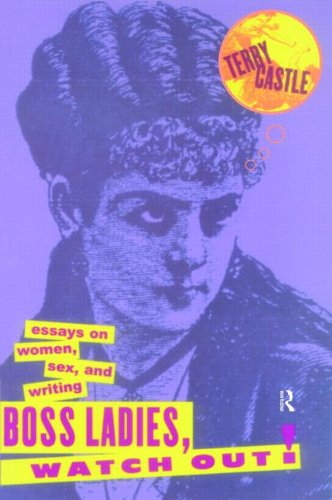 TERRY
CASTLE
essays on
women,
sex, and
writing
BOSS LADIES,
WATCH OUT!